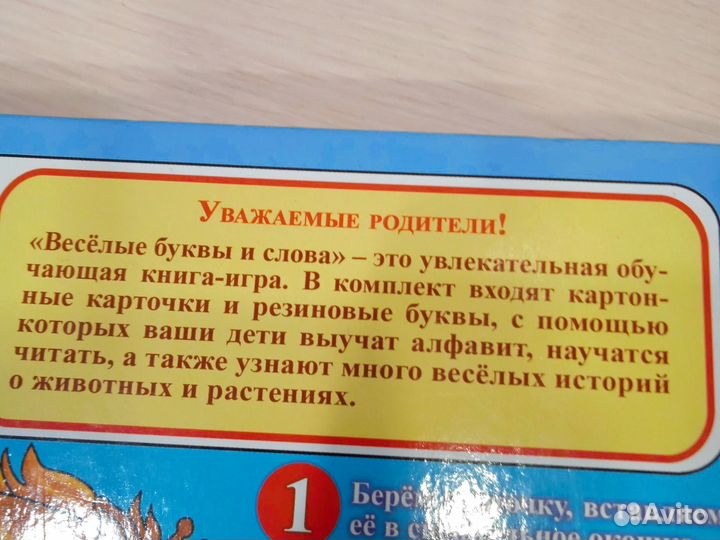 Уважаемые родители!
«Весёлые буквы и слова» – это увлекательная обу-
чающая книга-игра. В комплект входят картон-
ные карточки и резиновые буквы, с помощью
которых ваши дети выучат алфавит, научатся
читать, а также узнают много весёлых историй
о животных и растениях.
1
её в
Avito